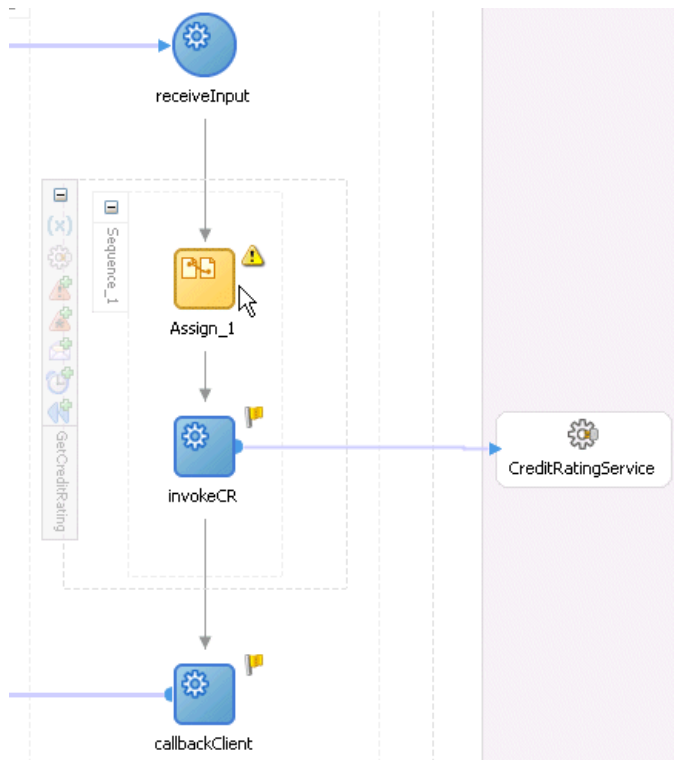 receiveInput
(x)
Sequence_1
Assign_1
GetCreditRating
invokeCR
CreditRatingService
callbackClient